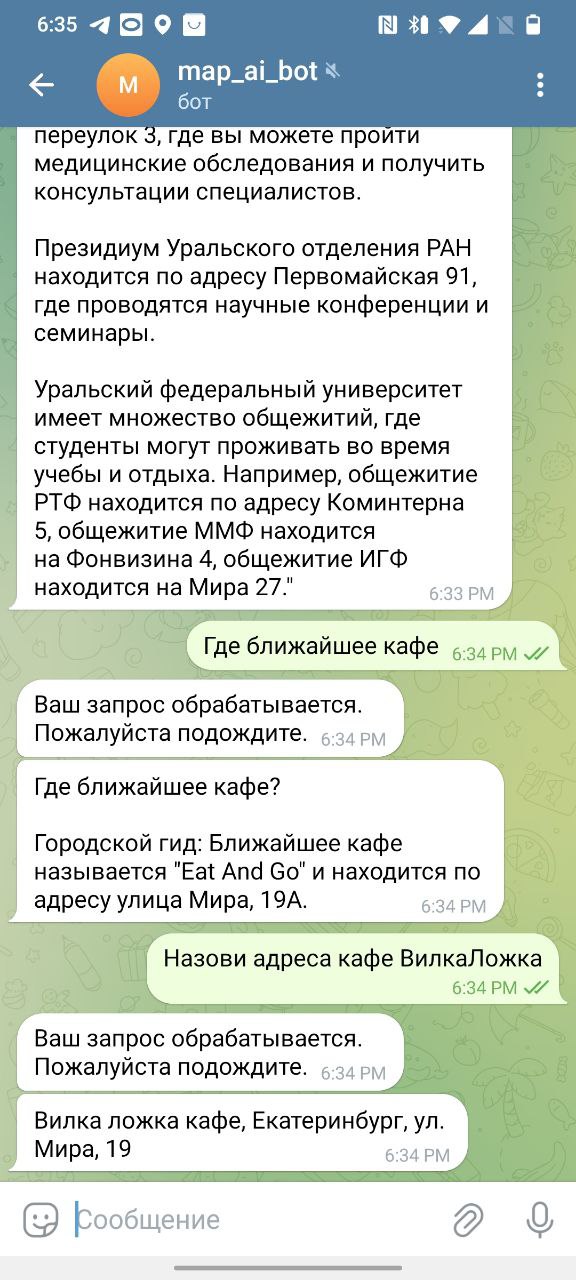 6:35
M
map_ai_bot
бот
переулок 3, где вы можете пройти
медицинские обследования и получить
консультации специалистов.
Президиум Уральского отделения РАН
находится по адресу Первомайская 91,
где проводятся научные конференции и
семинары.
Уральский федеральный университет
имеет множество общежитий, где
студенты могут проживать во время
учебы и отдыха. Например, общежитие
РТФ находится по адресу Коминтерна
5, общежитие ММФ находится
на Фонвизина 4, общежитие ИГФ
находится на Мира 27."
6:33 PM
Где ближайшее кафе
6:34 PM
Ваш запрос обрабатывается.
Пожалуйста подождите.
6:34 PM
Где ближайшее кафе?
Городской гид: Ближайшее кафе
называется "Eat And Go" и находится по
адресу улица Мира, 19А.
6:34 PM
Назови адреса кафе ВилкаЛожка
6:34 PM
Ваш запрос обрабатывается.
Пожалуйста подождите.
6:34 PM
Вилка ложка кафе, Екатеринбург, ул.
Мира, 19
6:34 PM
Сообщение